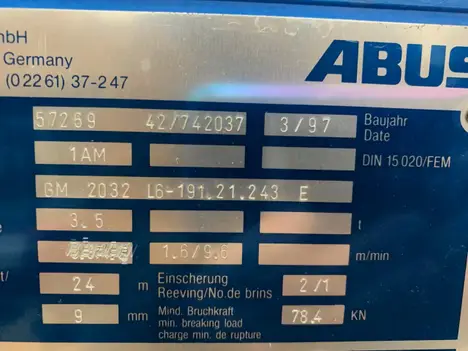 mbH
Germany
(0 22 61) 37-2 47
ABUS
57269 42/742037 3/97 Baujahr
Date
1AM DIN 15 020/FEM
GM 2032 L6-191.21.243 E
3.5 t
1.6/9.6 m/min
24 m Einscherung 2/1
Reeving/No.de brins
9 mm Mind. Bruchkraft 78.4 KN
min. breaking load
charge min. de rupture